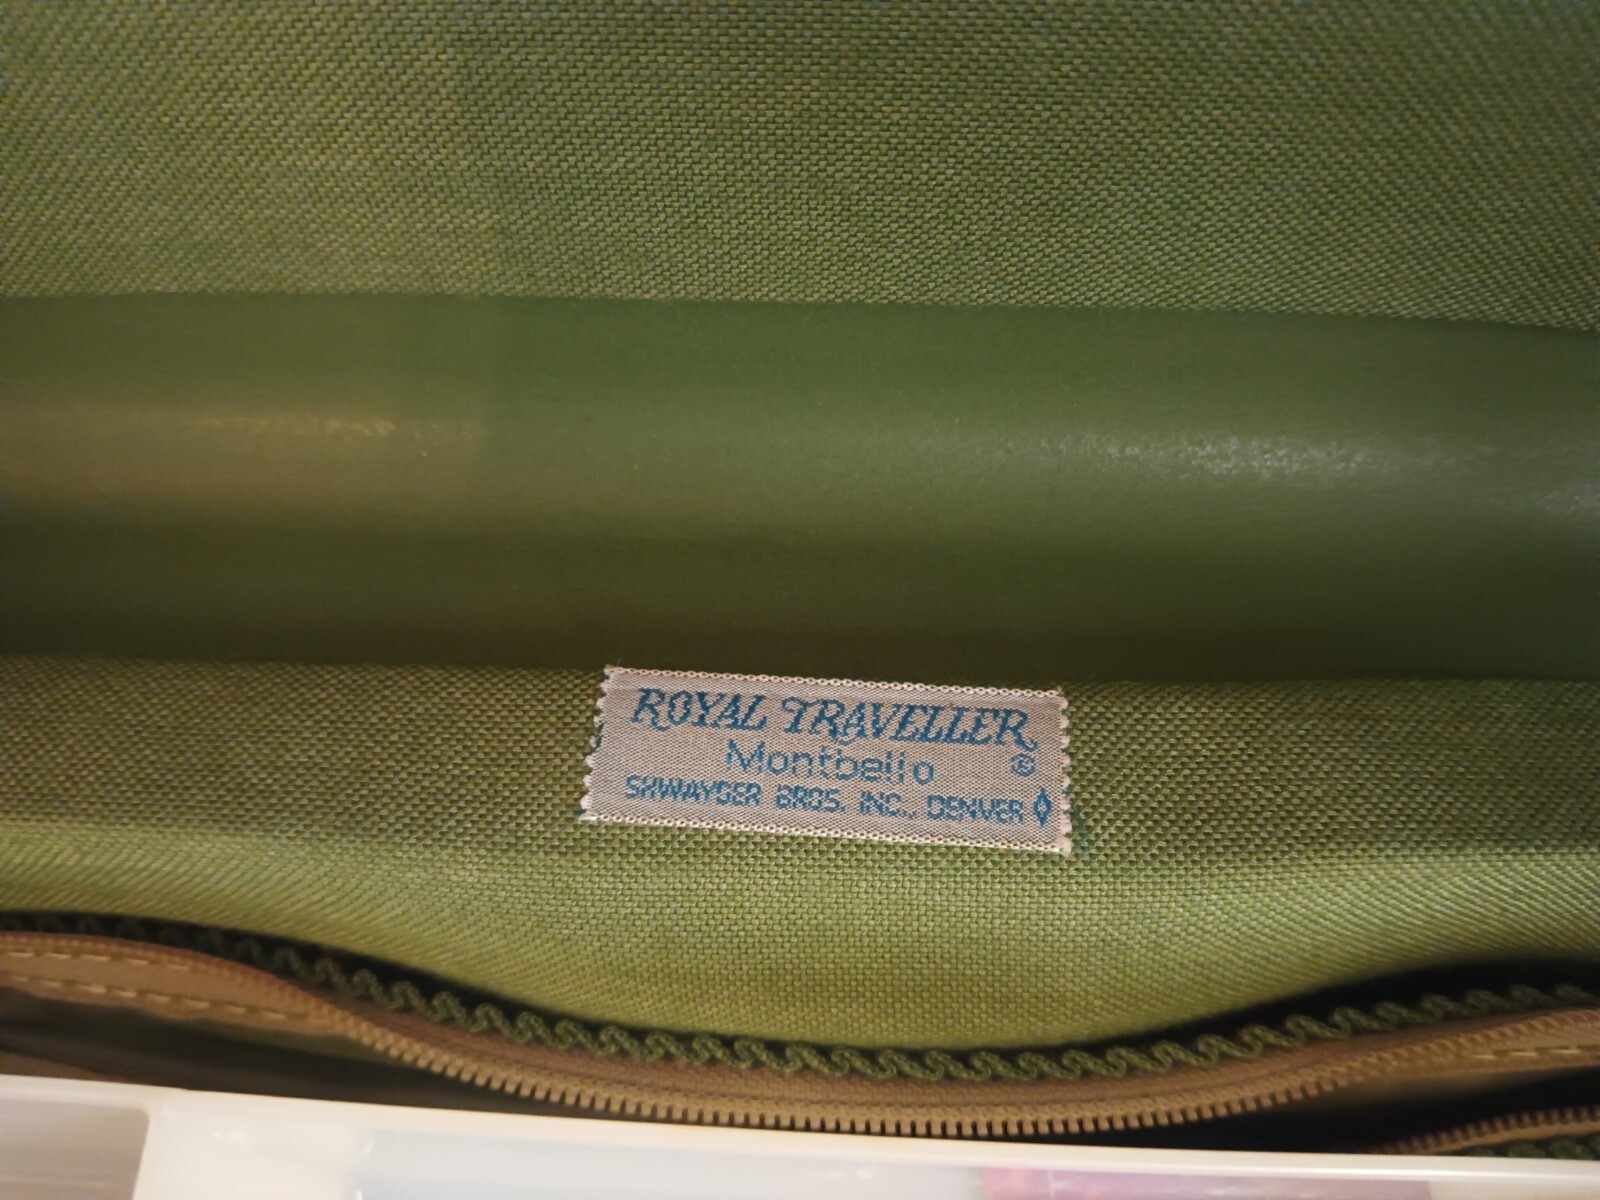 ROYAL TRAVELLER
Montbello ®
SHWAYDER BROS. INC., DENVER